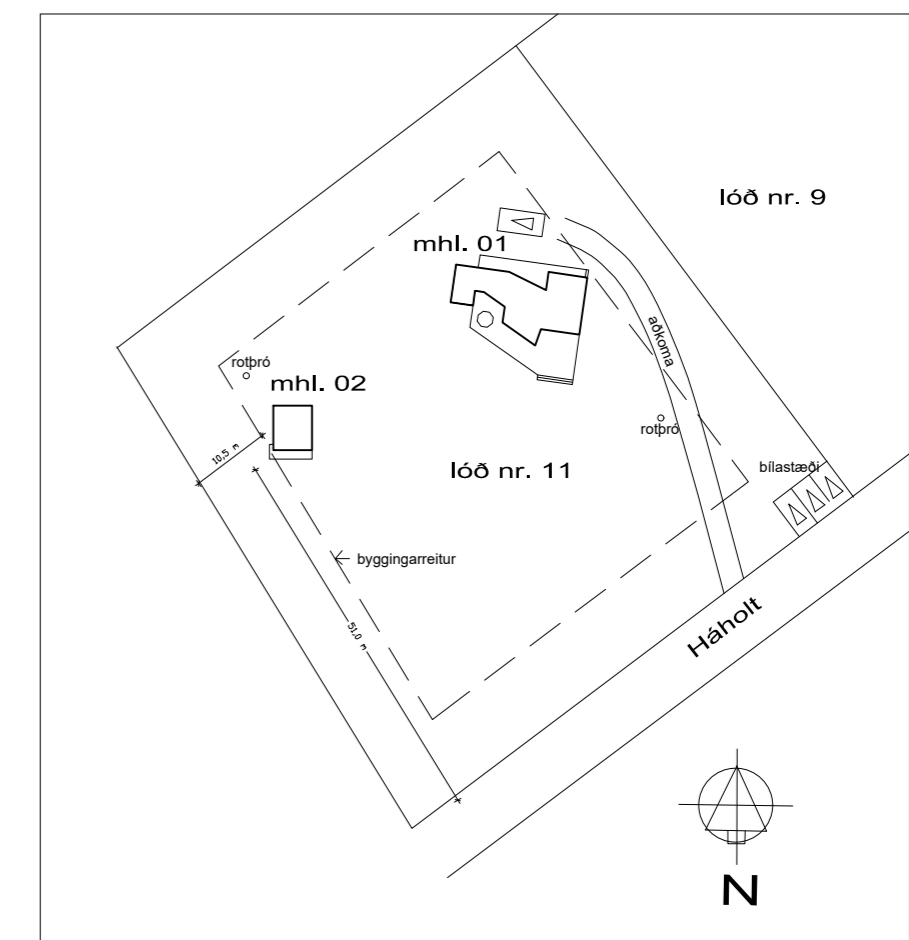 lóð nr. 9
mhl. 01
aðkoma
rotþró
mhl. 02
rotþró
10,5 m
lóð nr. 11
bílastæði
byggingarreitur
51,0 m
Háholt
N